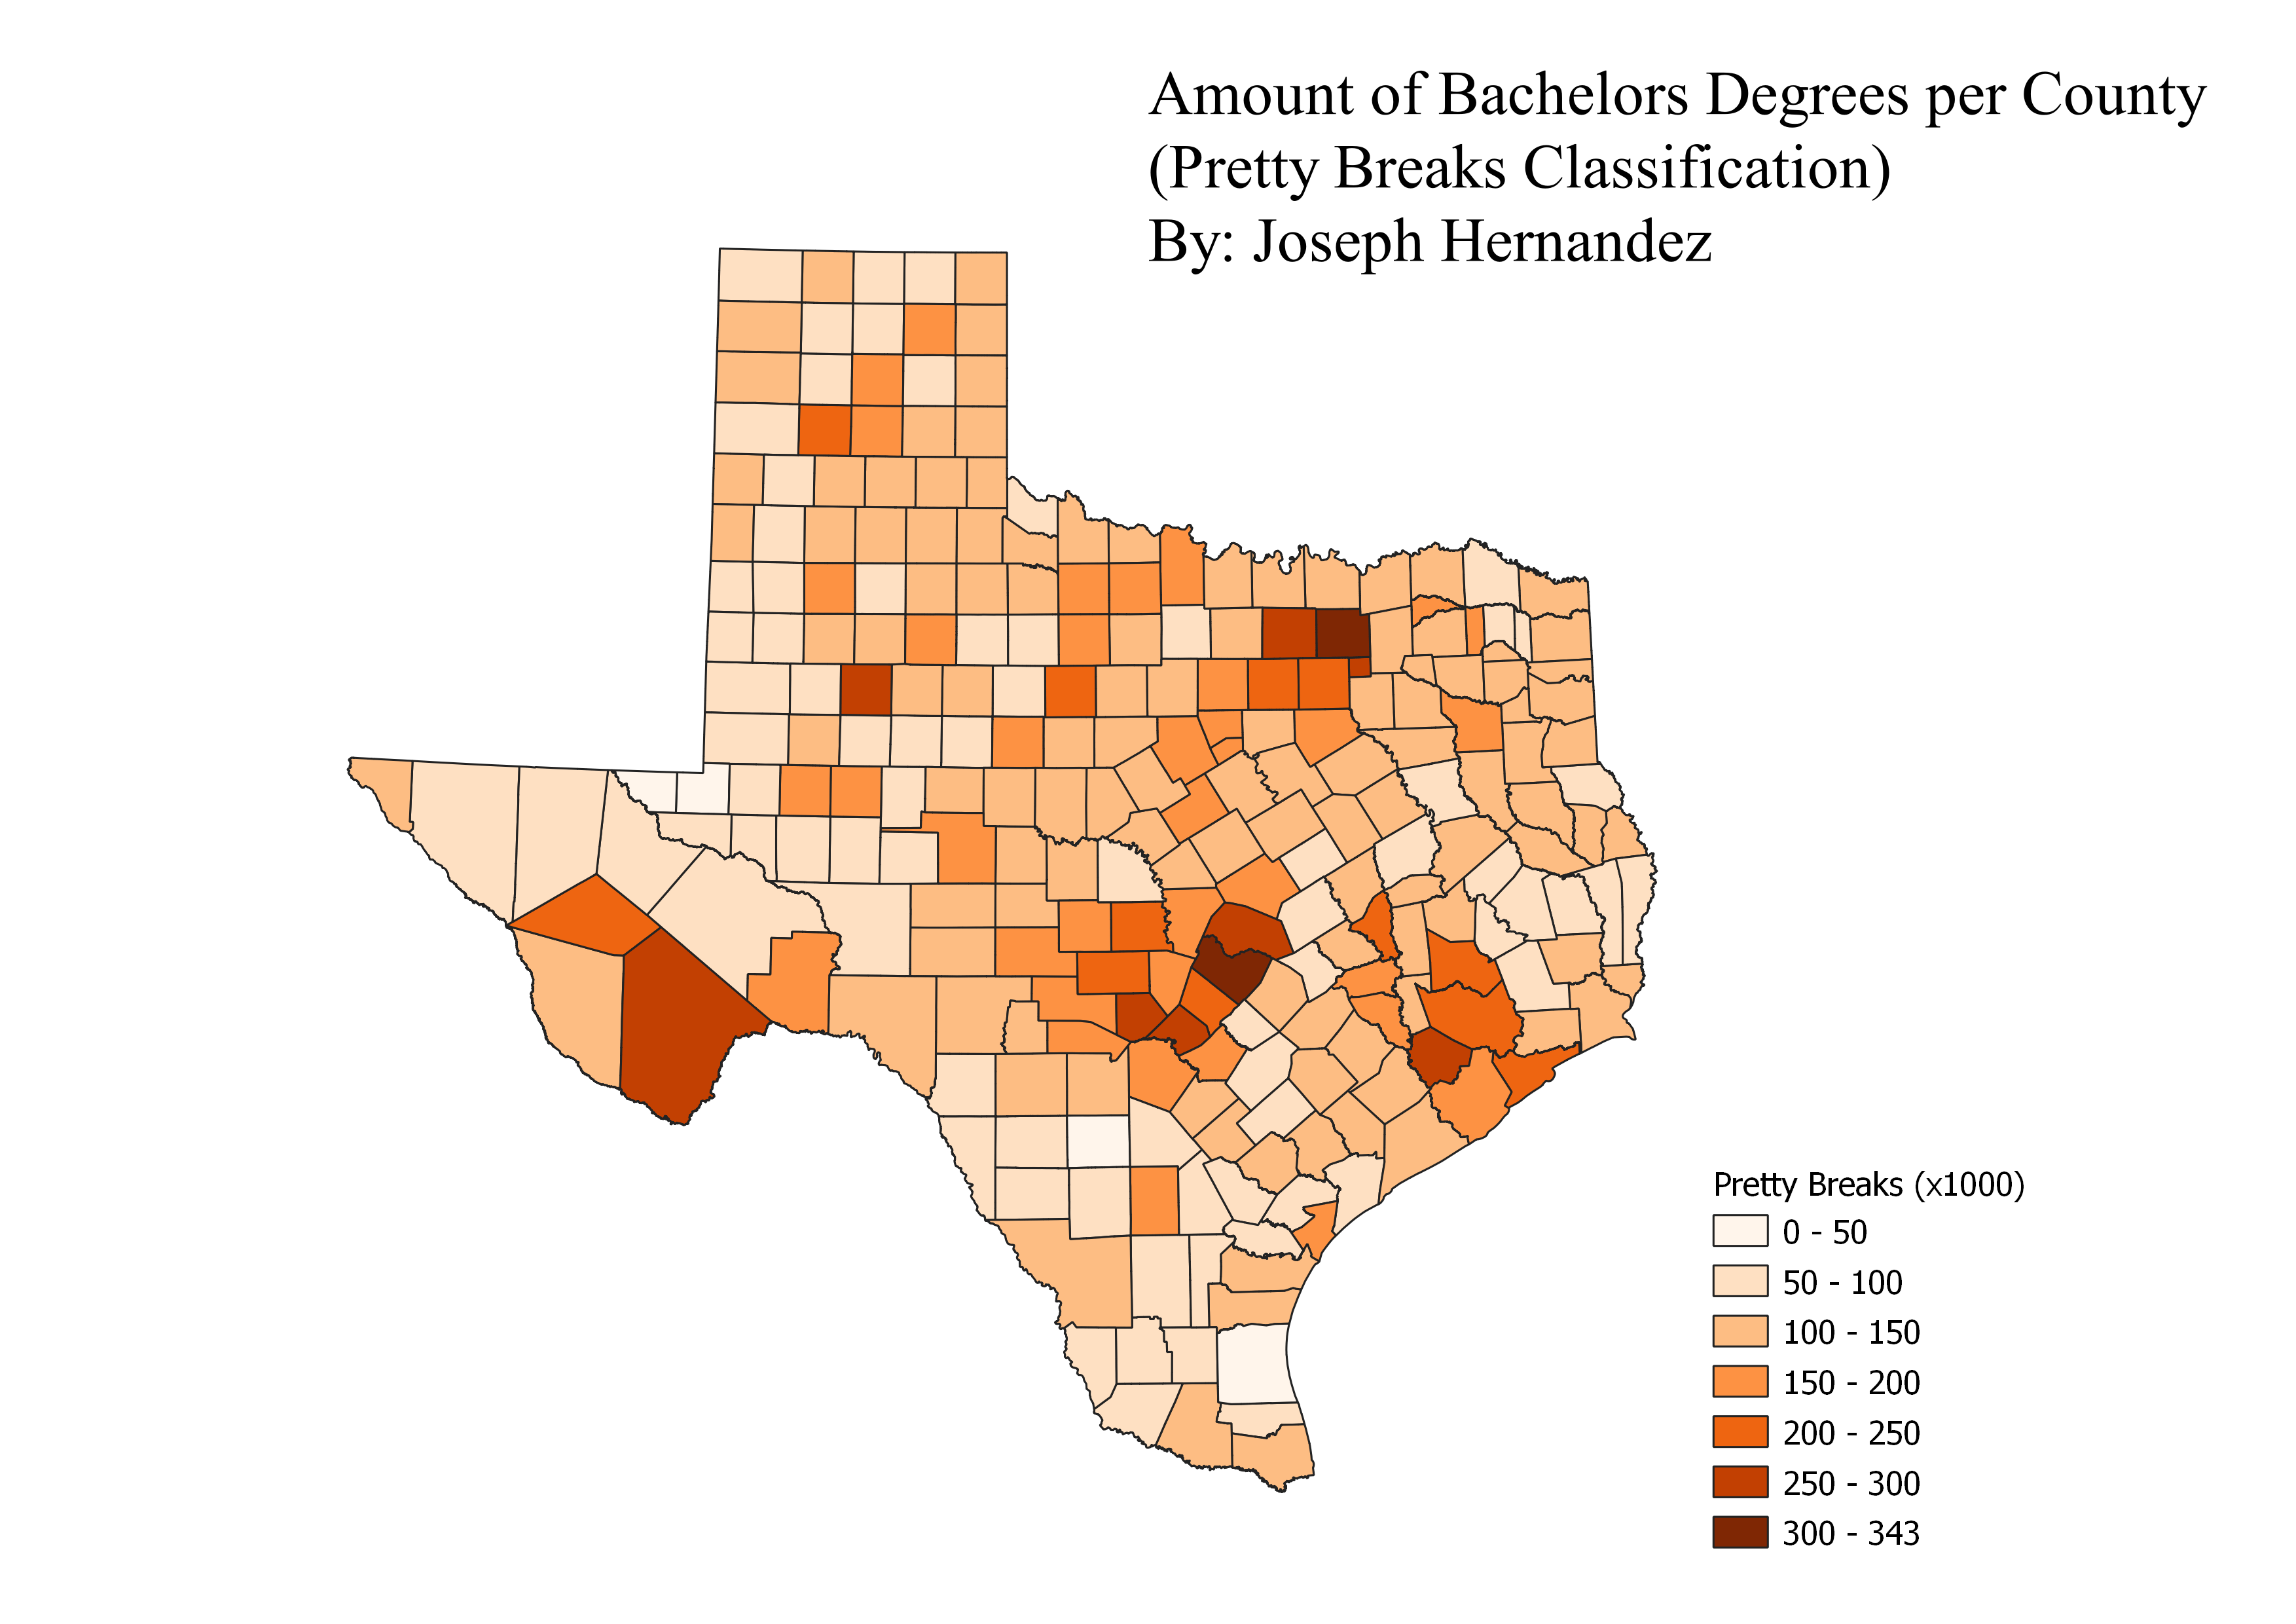 Amount of Bachelors Degrees per County
(Pretty Breaks Classification)
By: Joseph Hernandez
Pretty Breaks (x1000)
0 - 50
50 - 100
100 - 150
150 - 200
200 - 250
250 - 300
300 - 343